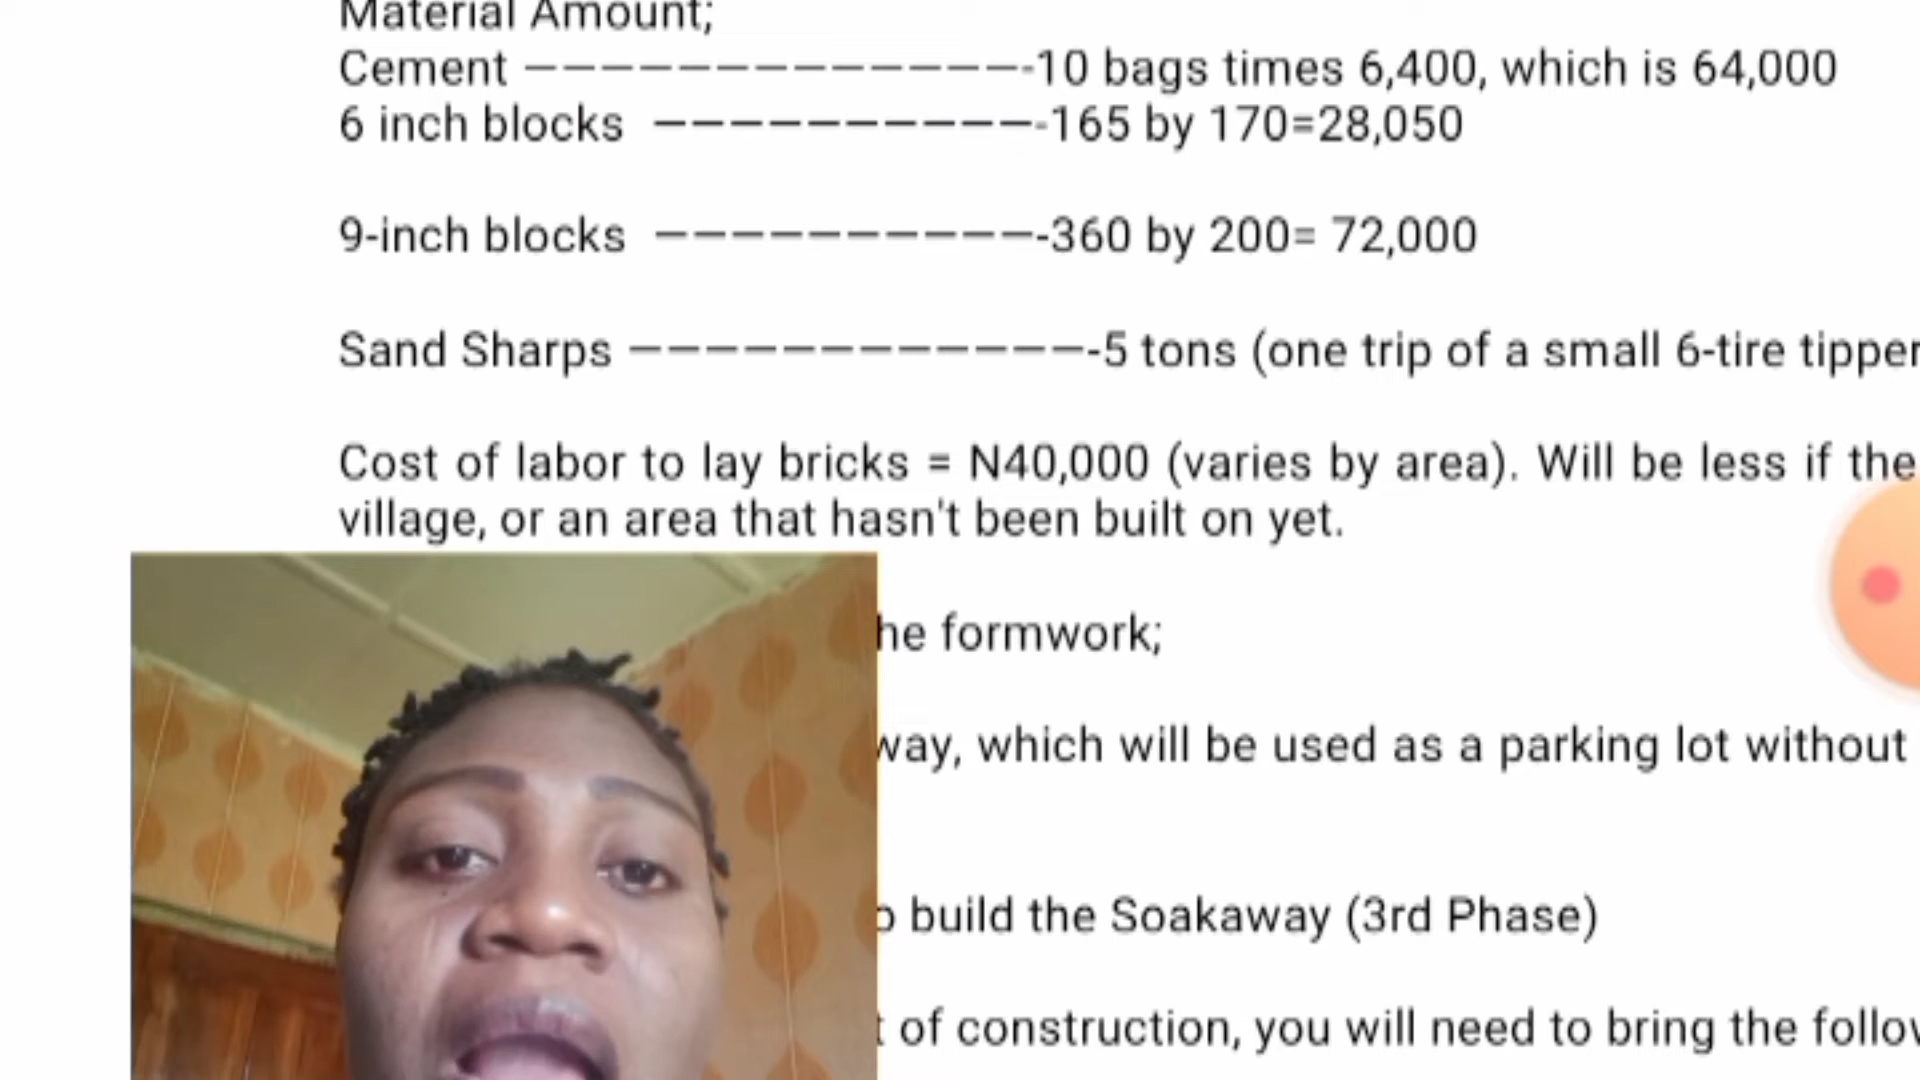 Material Amount;
Cement ––––––––––––––-10 bags times 6,400, which is 64,000
6 inch blocks –––––––––––-165 by 170=28,050
9-inch blocks –––––––––––-360 by 200= 72,000
Sand Sharps –––––––––––––-5 tons (one trip of a small 6-tire tipper
Cost of labor to lay bricks = N40,000 (varies by area). Will be less if the
village, or an area that hasn't been built on yet.
formwork;
which will be used as a parking lot without
build the Soakaway (3rd Phase)
of construction, you will need to bring the